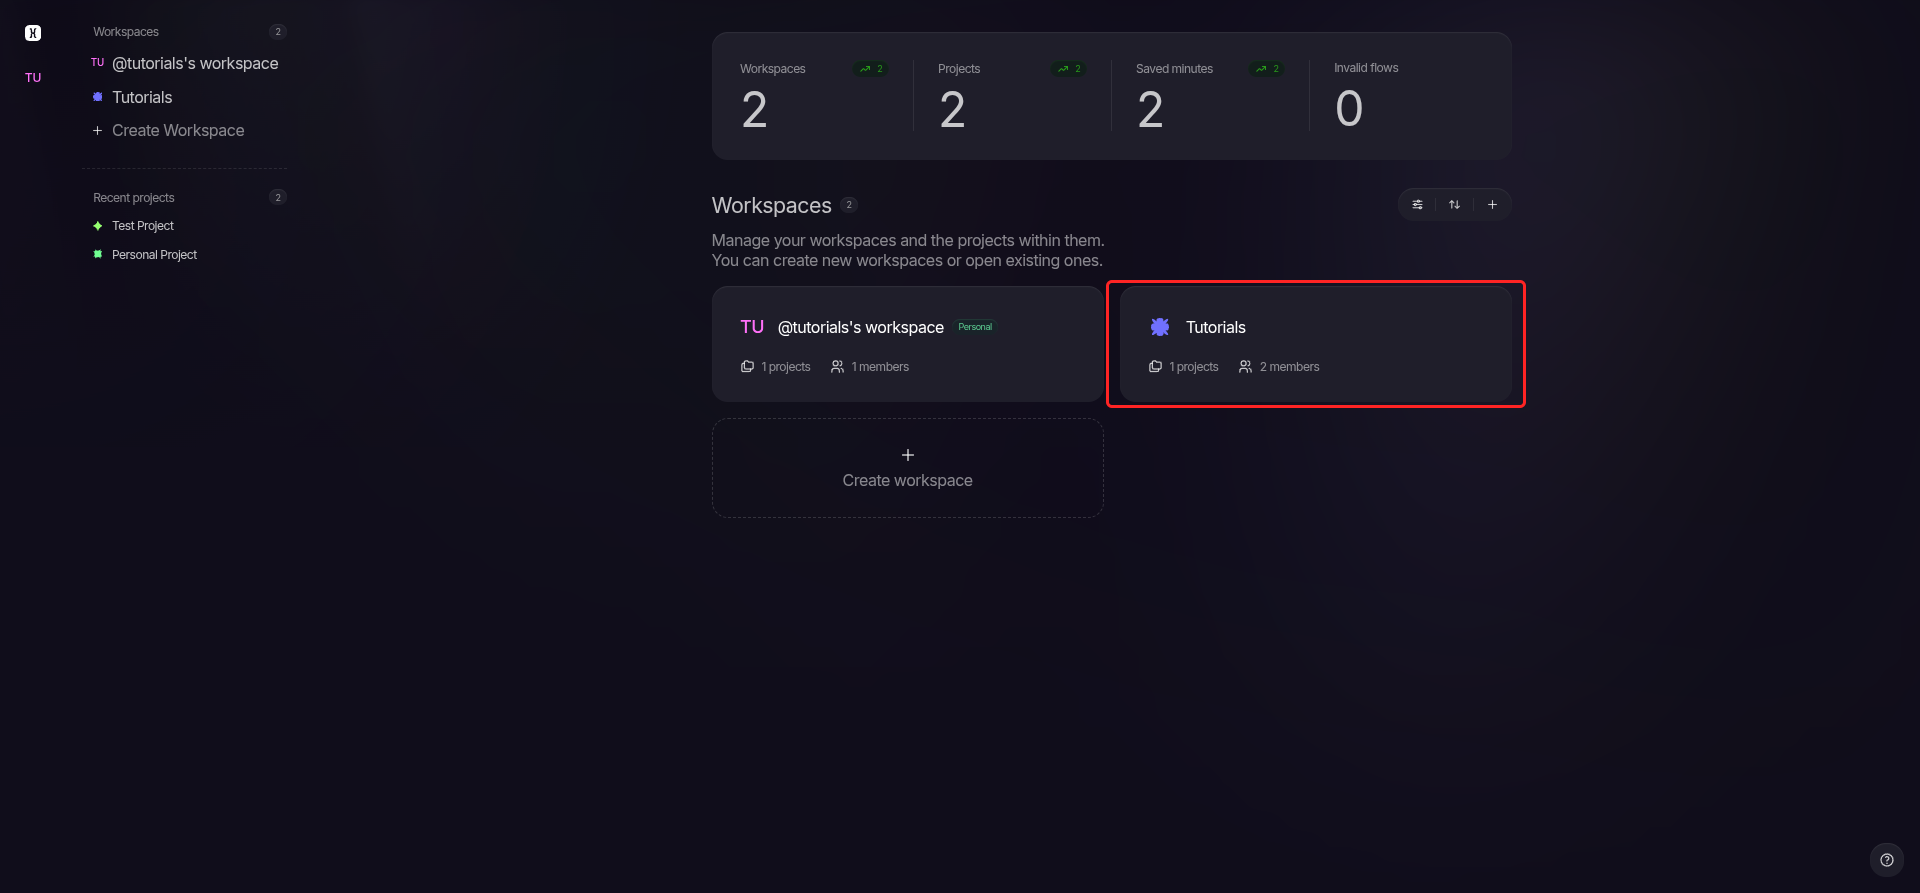 Workspaces 2
TU @tutorials's workspace
TU
Tutorials
Create Workspace
Recent projects 2
Test Project
Personal Project
Workspaces 2
2
Projects 2
2
Saved minutes 2
2
Invalid flows
0
Workspaces 2
Manage your workspaces and the projects within them.
You can create new workspaces or open existing ones.
TU @tutorials's workspace Personal
1 projects 1 members
Tutorials
1 projects 2 members
Create workspace